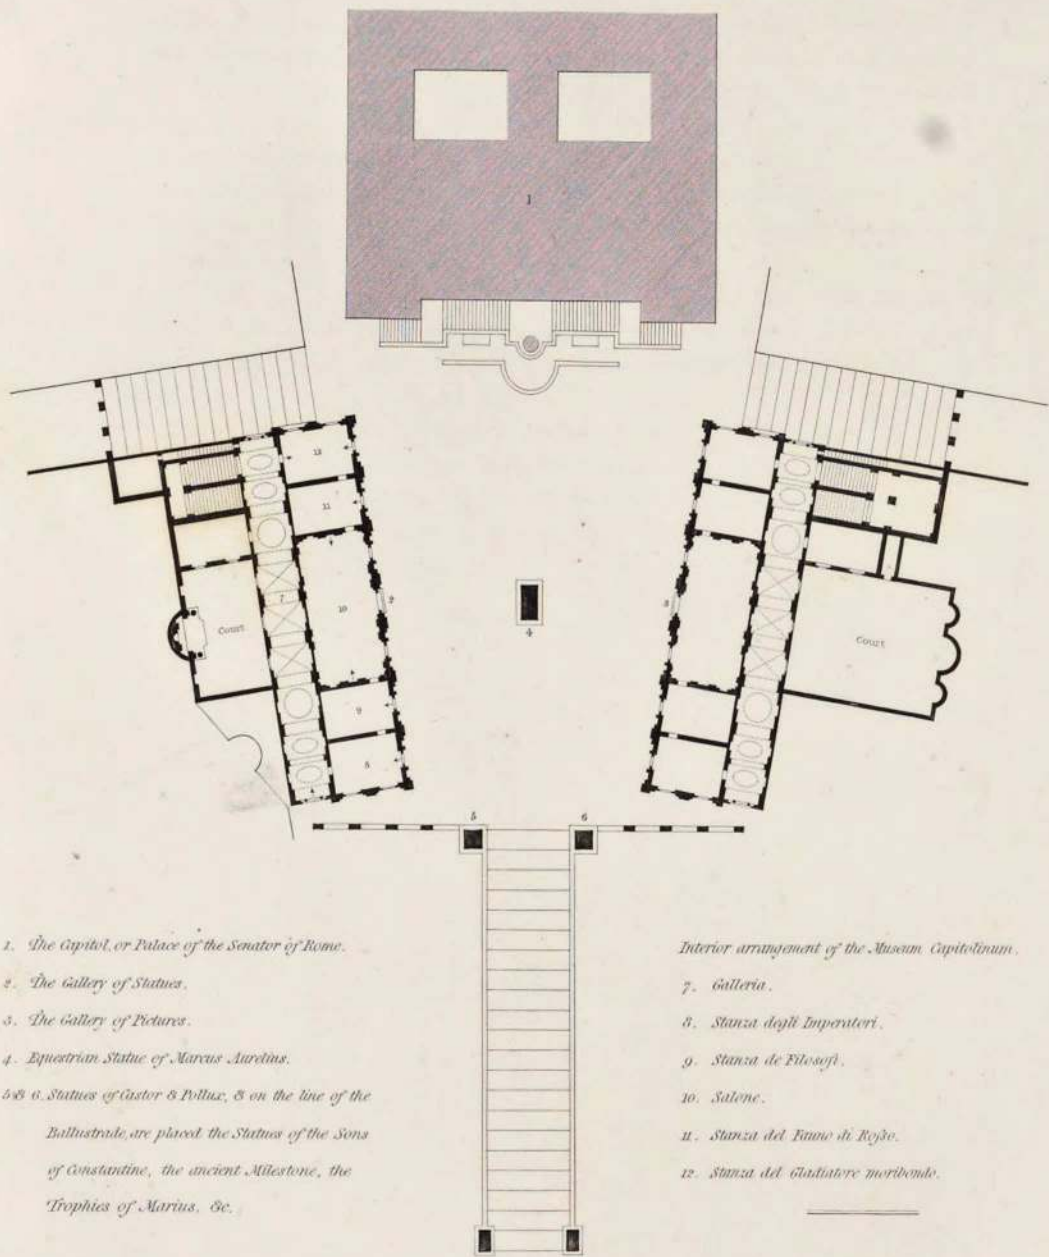 1
12
11
7
10
2
Court
9
8
3
Court
4
5
6
1. The Capitol, or Palace of the Senator of Rome.
2. The Gallery of Statues.
3. The Gallery of Pictures.
4. Equestrian Statue of Marcus Aurelius.
5 & 6. Statues of Castor & Pollux, & on the line of the
Ballustrade, are placed the Statues of the Sons
of Constantine, the ancient Milestone, the
Trophies of Marius. &c.
Interior arrangement of the Museum Capitolinum.
7. Galleria.
8. Stanza degli Imperatori.
9. Stanza de Filosofi.
10. Salone.
11. Stanza del Fauno di Roſso.
12. Stanza del Gladiatore moribondo.